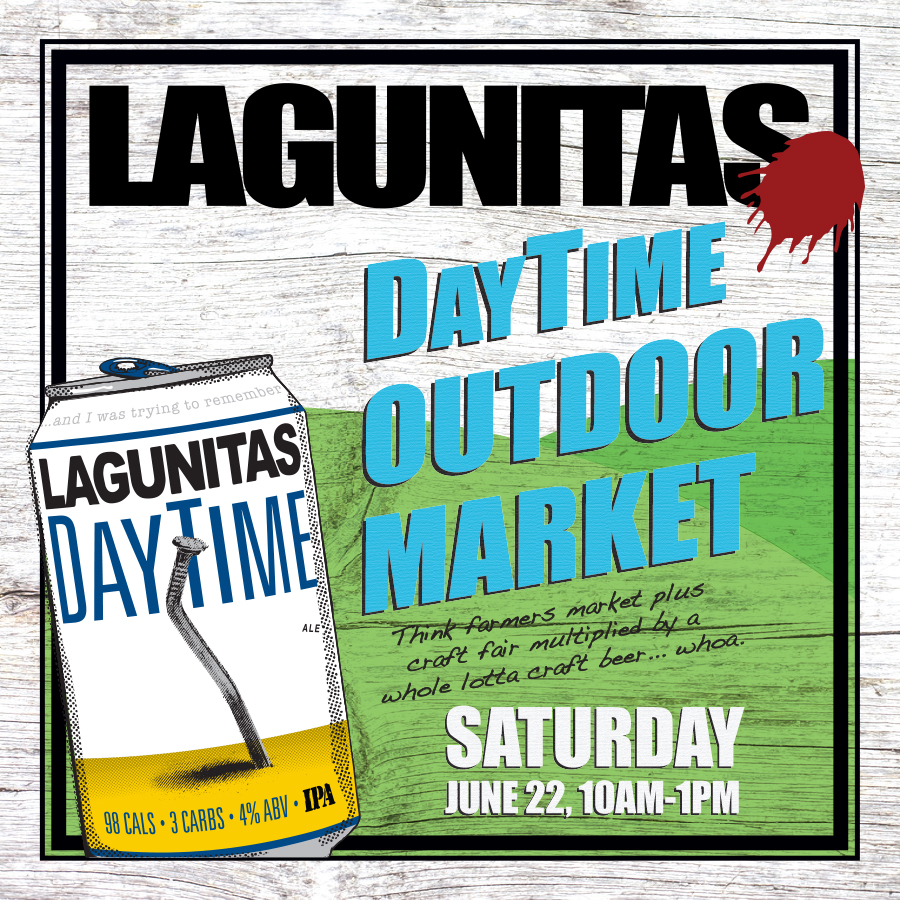 LAGUNITAS
DAYTIME
OUTDOOR
MARKET
Think farmers market plus
craft fair multiplied by a
whole lotta craft beer... whoa.
SATURDAY
JUNE 22, 10AM-1PM
...and I was trying to remember
LAGUNITAS
DAYTIME
ALE
98 CALS • 3 CARBS • 4% ABV • IPA